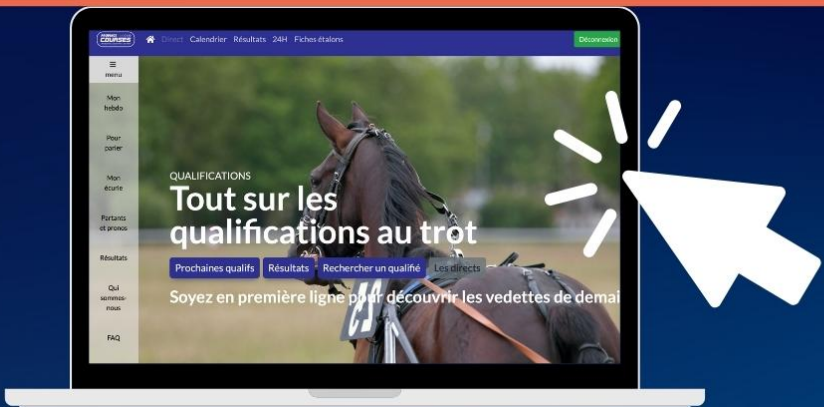 COURSES
Direct Calendrier Résultats 24H Fiches étalons
Déconnexion
menu
Mon
hebdo
Pour
parier
Mon
écurie
Partants
et pronos
Résultats
Qui
sommes-
nous
FAQ
QUALIFICATIONS
Tout sur les
qualifications au trot
Prochaines qualifs Résultats Rechercher un qualifié Les directs
Soyez en première ligne pour découvrir les vedettes de demai